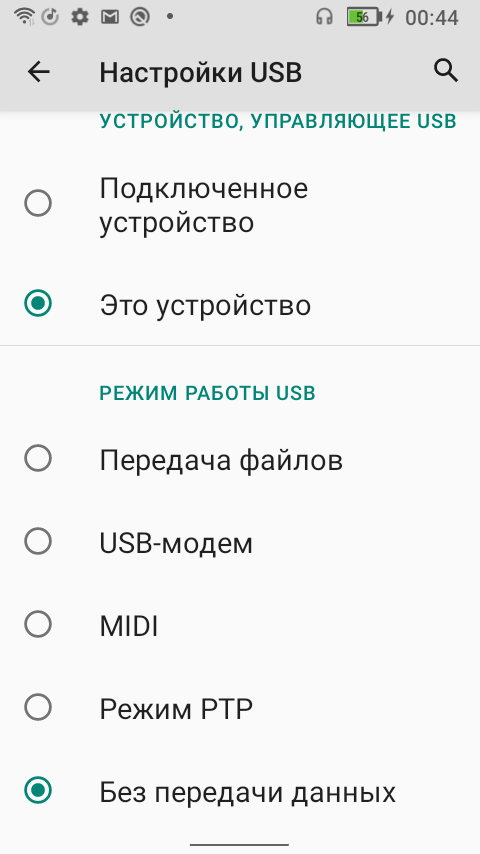 56 00:44
Настройки USB
УСТРОЙСТВО, УПРАВЛЯЮЩЕЕ USB
Подключенное
устройство
Это устройство
РЕЖИМ РАБОТЫ USB
Передача файлов
USB-модем
MIDI
Режим PTP
Без передачи данных